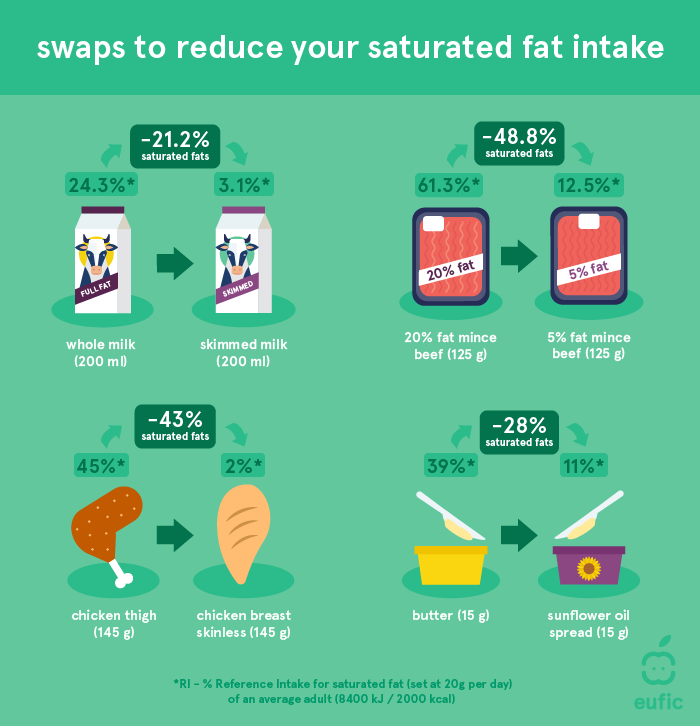 swaps to reduce your saturated fat intake
-21.2%
saturated fats
24.3%*
3.1%*
FULL FAT
SKIMMED
whole milk
(200 ml)
skimmed milk
(200 ml)
-48.8%
saturated fats
61.3%*
12.5%*
20% fat
5% fat
20% fat mince
beef (125 g)
5% fat mince
beef (125 g)
-43%
saturated fats
45%*
2%*
chicken thigh
(145 g)
chicken breast
skinless (145 g)
-28%
saturated fats
39%*
11%*
butter (15 g)
sunflower oil
spread (15 g)
*RI - % Reference Intake for saturated fat (set at 20g per day)
of an average adult (8400 kJ / 2000 kcal)
eufic